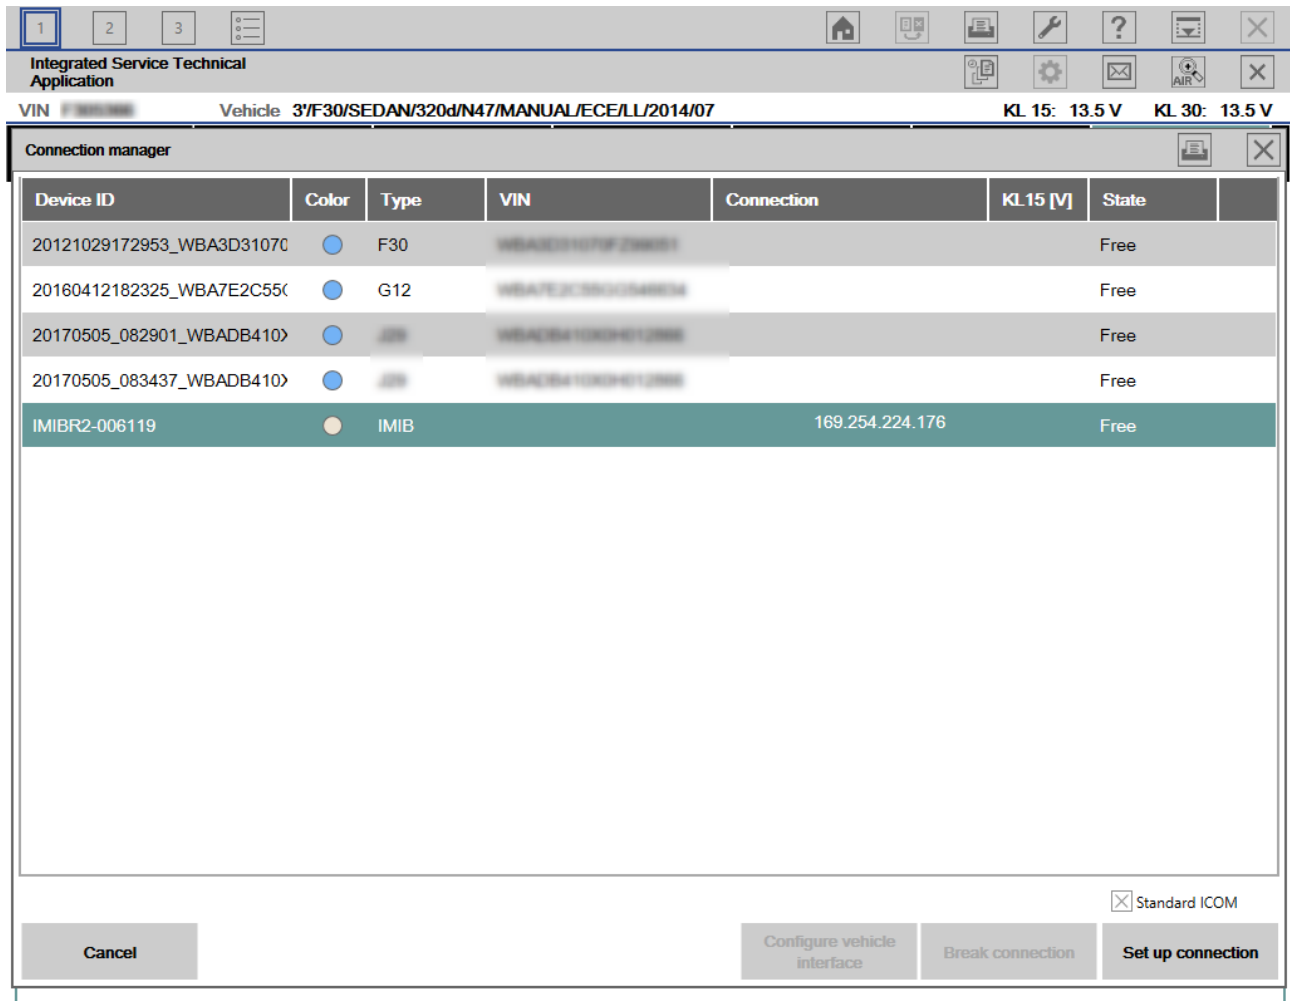 1 2 3
?
Integrated Service Technical
Application
AIR
VIN Vehicle 3'/F30/SEDAN/320d/N47/MANUAL/ECE/LL/2014/07 KL 15: 13.5 V KL 30: 13.5 V
Connection manager
Device ID Color Type VIN Connection KL15 [V] State
20121029172953_WBA3D31070 F30 Free
20160412182325_WBA7E2C55 G12 Free
20170505_082901_WBADB410 Free
20170505_083437_WBADB410 Free
IMIBR2-006119 IMIB 169.254.224.176 Free
Standard ICOM
Cancel
Configure vehicle
interface
Break connection
Set up connection